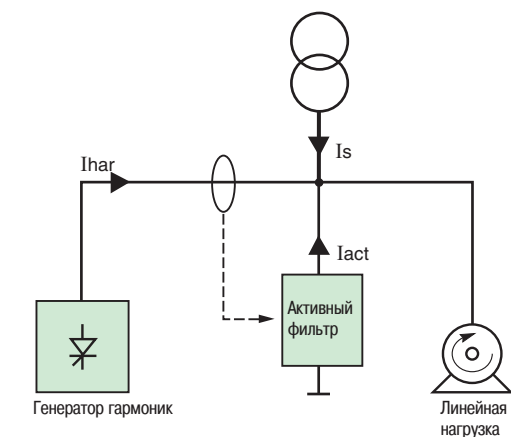 Is
Ihar
Iact
Активный
фильтр
Генератор гармоник
Линейная
нагрузка